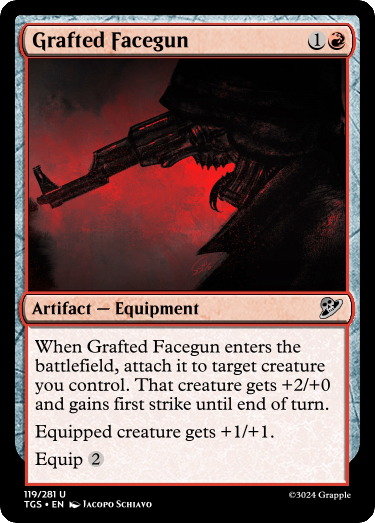 Grafted Facegun 1
Artifact — Equipment
When Grafted Facegun enters the
battlefield, attach it to target creature
you control. That creature gets +2/+0
and gains first strike until end of turn.
Equipped creature gets +1/+1.
Equip 2
119/281 U
TGS • EN Jacopo Schiavo
©3024 Grapple